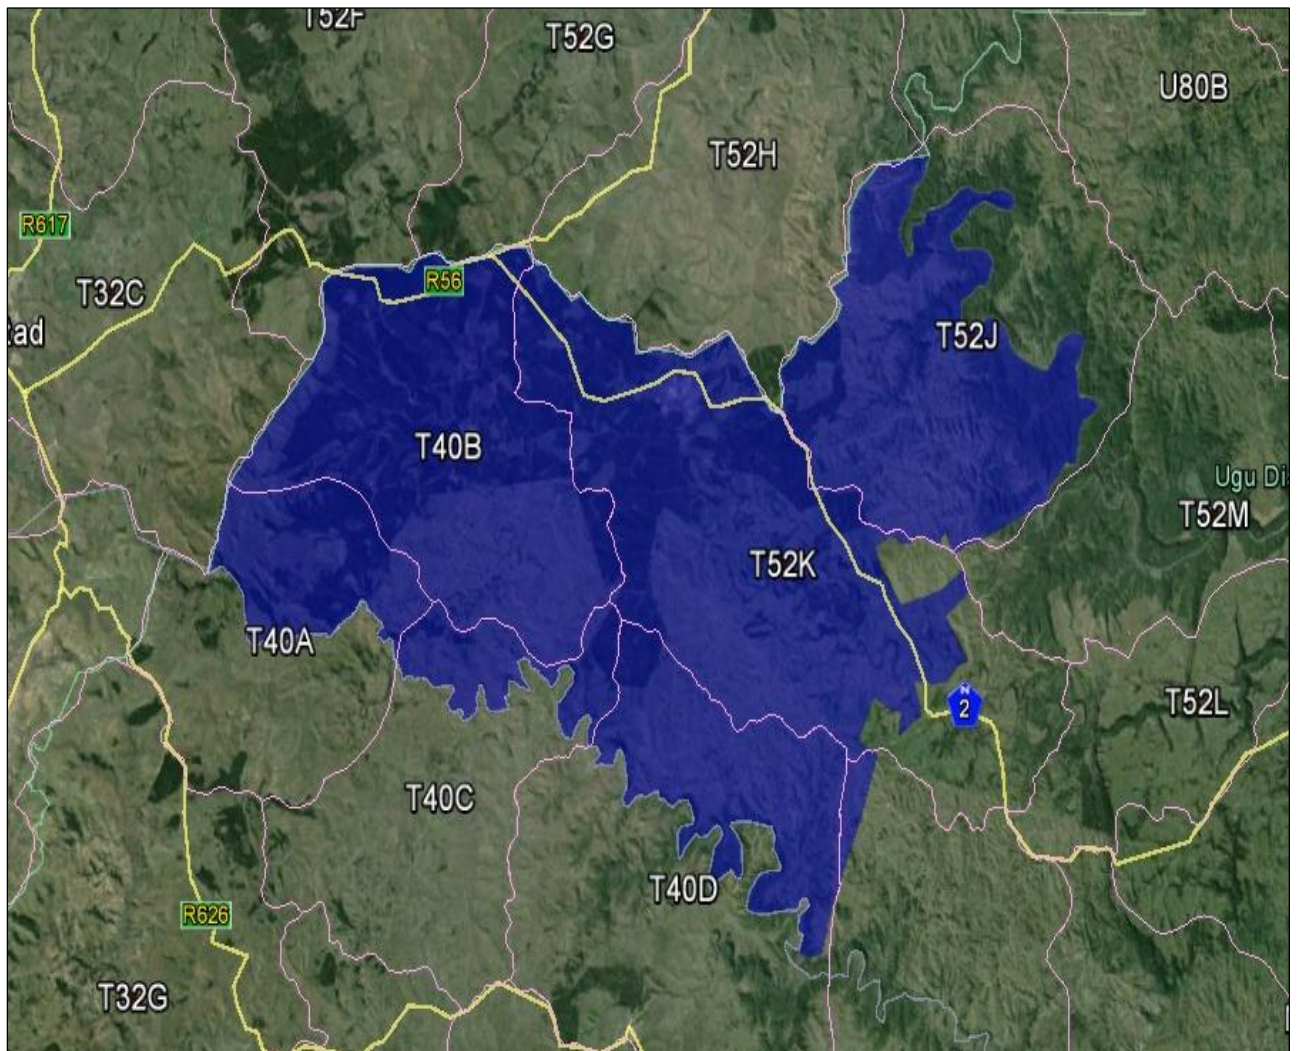 T52F
T52G
U80B
T52H
R617
R56
T32C
tad
T52J
T40B
Ugu Di
T52M
T52K
T40A
T52L
N
2
T40C
T40D
R626
T32G